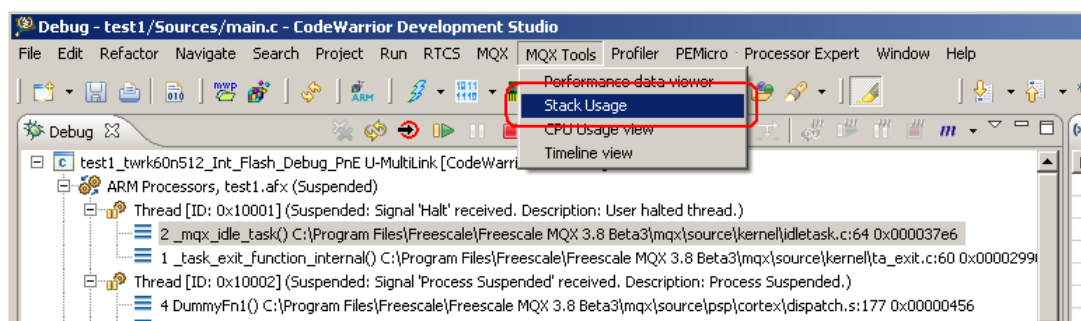 Debug - test1/Sources/main.c - CodeWarrior Development Studio
File Edit Refactor Navigate Search Project Run RTCS MQX MQX Tools Profiler PEMicro Processor Expert Window Help
Performance data viewer
Stack Usage
CPU Usage view
Timeline view
Debug
test1_twrk60n512_Int_Flash_Debug_PnE U-MultiLink [CodeWarri
ARM Processors, test1.afx (Suspended)
Thread [ID: 0x10001] (Suspended: Signal 'Halt' received. Description: User halted thread.)
2 _mqx_idle_task() C:\Program Files\Freescale\Freescale MQX 3.8 Beta3\mqx\source\kernel\idletask.c:64 0x000037e6
1 _task_exit_function_internal() C:\Program Files\Freescale\Freescale MQX 3.8 Beta3\mqx\source\kernel\ta_exit.c:60 0x0000299
Thread [ID: 0x10002] (Suspended: Signal 'Process Suspended' received. Description: Process Suspended.)
4 DummyFn1() C:\Program Files\Freescale\Freescale MQX 3.8 Beta3\mqx\source\psp\cortex\dispatch.s:177 0x00000456